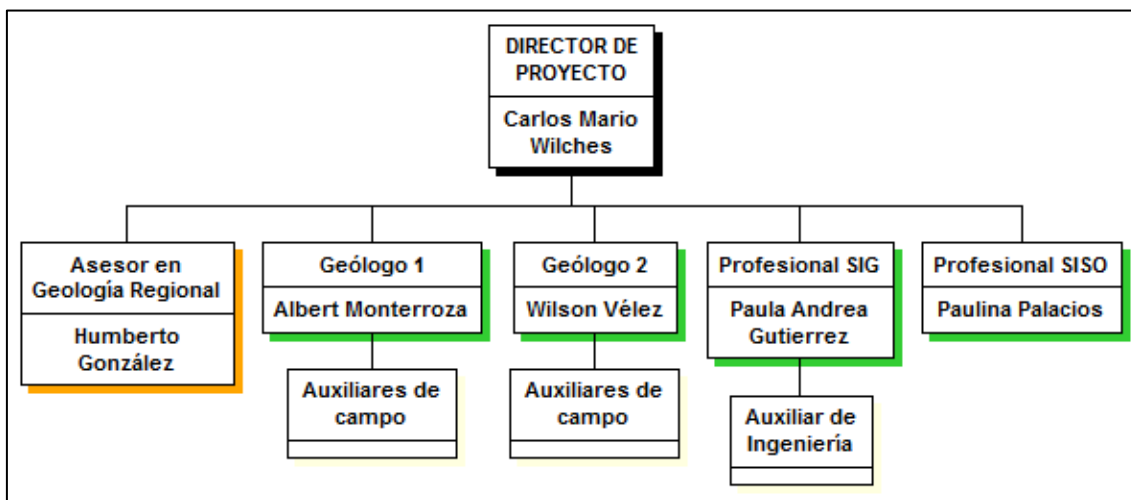 DIRECTOR DE
PROYECTO
Carlos Mario
Wilches
Asesor en
Geología Regional
Humberto
González
Geólogo 1
Albert Monterroza
Auxiliares de
campo
Geólogo 2
Wilson Vélez
Auxiliares de
campo
Profesional SIG
Paula Andrea
Gutierrez
Auxiliar de
Ingeniería
Profesional SISO
Paulina Palacios